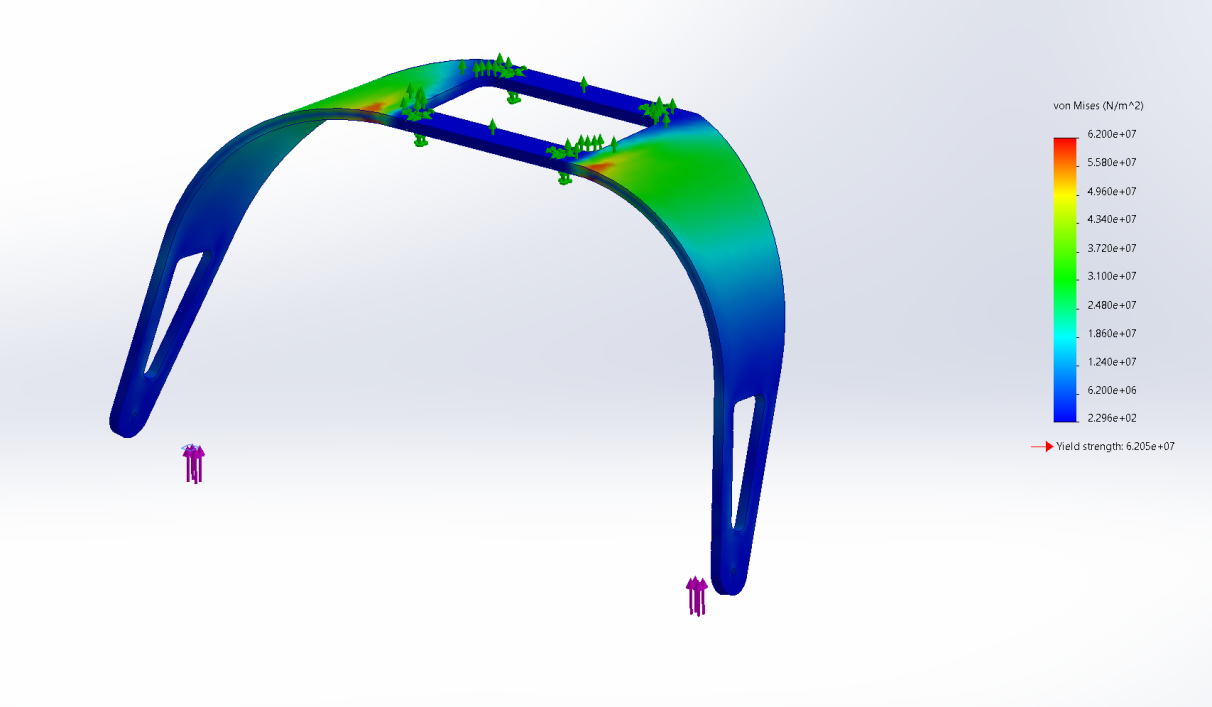 von Mises (N/m^2)
6.200e+07
5.580e+07
4.960e+07
4.340e+07
3.720e+07
3.100e+07
2.480e+07
1.860e+07
1.240e+07
6.200e+06
2.296e+02
Yield strength: 6.205e+07